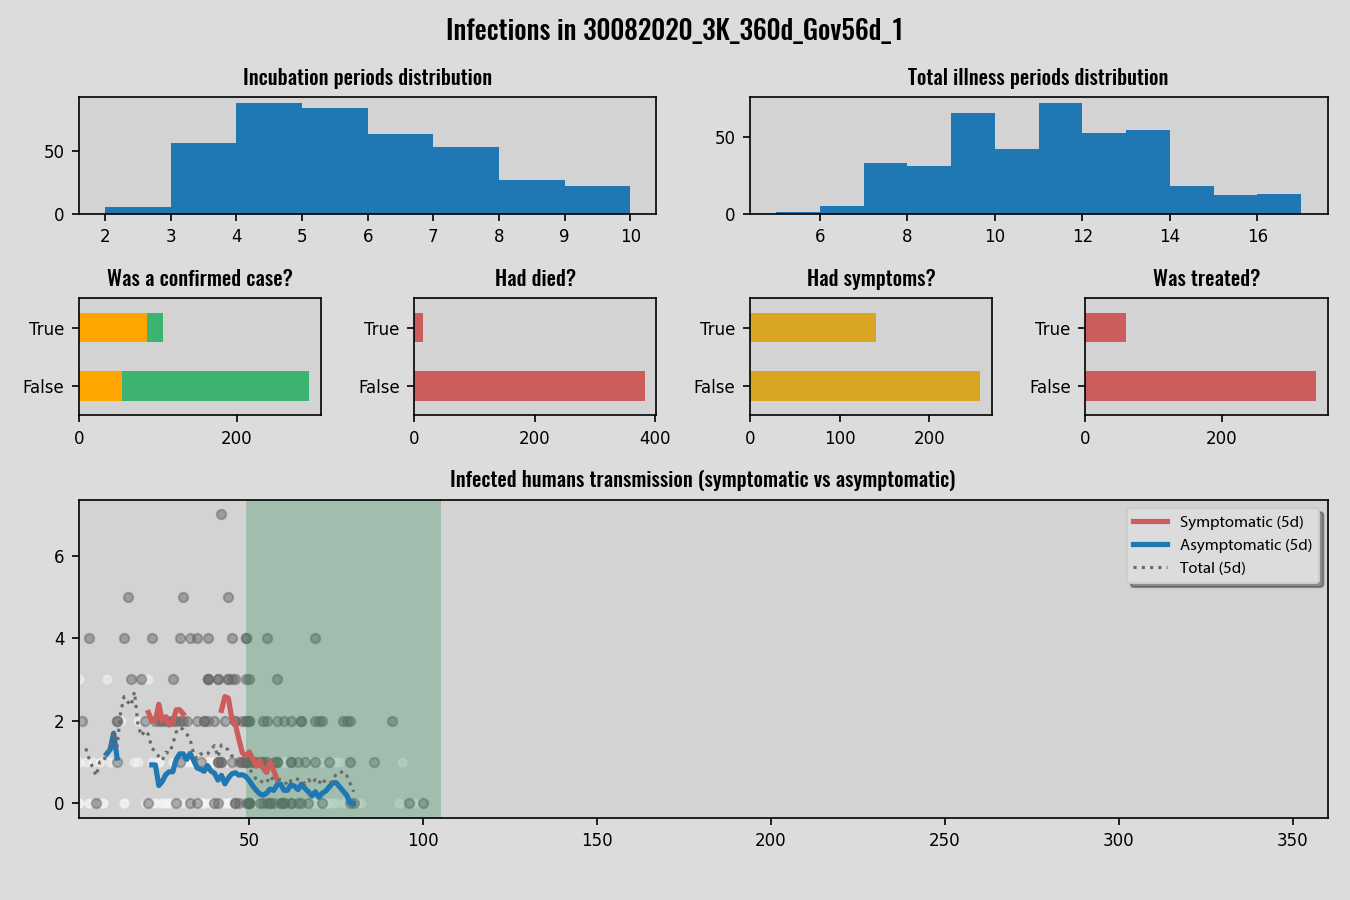 Infections in 30082020_3K_360d_Gov56d_1
Incubation periods distribution
Total illness periods distribution
50
0
2 3 4 5 6 7 8 9 10
50
0
6 8 10 12 14 16
Was a confirmed case?
Had died?
Had symptoms?
Was treated?
True
False
0 200
True
False
0 200 400
True
False
0 100 200
True
False
0 200
Infected humans transmission (symptomatic vs asymptomatic)
6
4
2
0
50 100 150 200 250 300 350
Symptomatic (5d)
Asymptomatic (5d)
Total (5d)